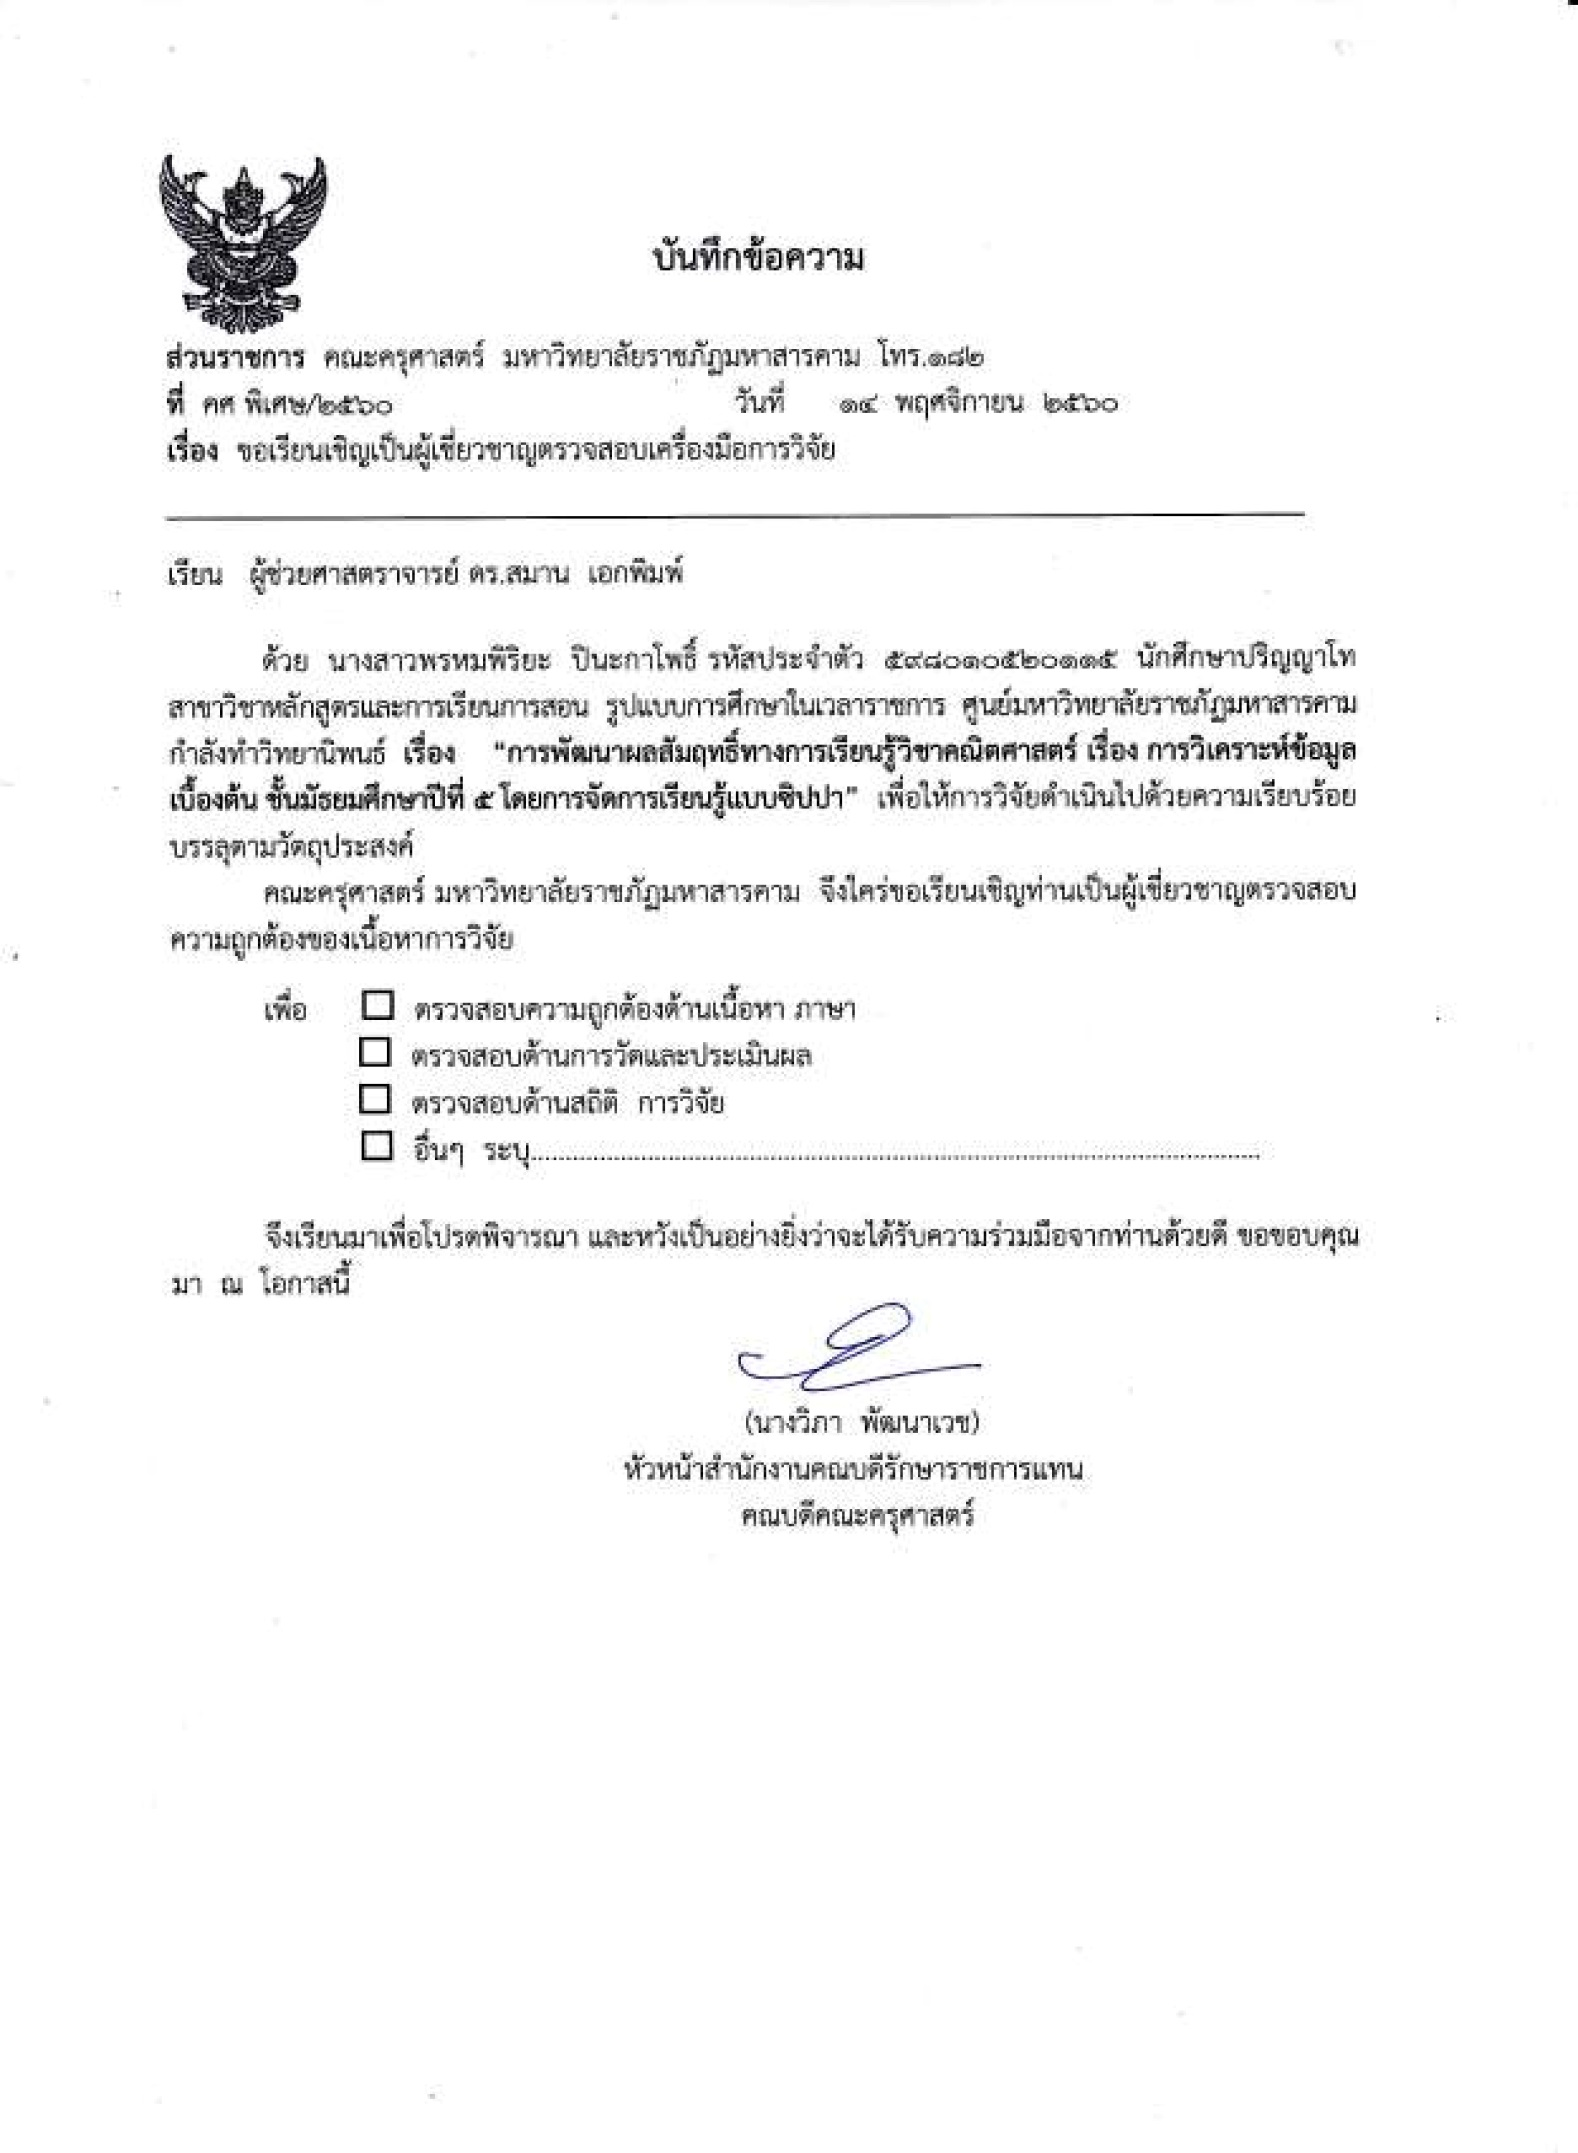 บันทึกข้อความ
ส่วนราชการ คณะครุศาสตร์ มหาวิทยาลัยราชภัฏมหาสารคาม โทร.๑๘๒
ที่ คศ พิเศษ/๒๕๖๐ วันที่ ๑๔ พฤศจิกายน ๒๕๖๐
เรื่อง ขอเรียนเชิญเป็นผู้เชี่ยวชาญตรวจสอบเครื่องมือการวิจัย
เรียน ผู้ช่วยศาสตราจารย์ ดร.สมาน เอกพิมพ์
ด้วย นางสาวพรหมพิริยะ ปินะกาโพธิ์ รหัสประจำตัว ๕๙๘๐๑๐๕๒๐๑๑๕ นักศึกษาปริญญาโท
สาขาวิชาหลักสูตรและการเรียนการสอน รูปแบบการศึกษาในเวลาราชการ ศูนย์มหาวิทยาลัยราชภัฏมหาสารคาม
กำลังทำวิทยานิพนธ์ เรื่อง "การพัฒนาผลสัมฤทธิ์ทางการเรียนรู้วิชาคณิตศาสตร์ เรื่อง การวิเคราะห์ข้อมูล
เบื้องต้น ชั้นมัธยมศึกษาปีที่ ๕ โดยการจัดการเรียนรู้แบบซิปปา" เพื่อให้การวิจัยดำเนินไปด้วยความเรียบร้อย
บรรลุตามวัตถุประสงค์
คณะครุศาสตร์ มหาวิทยาลัยราชภัฏมหาสารคาม จึงใคร่ขอเรียนเชิญท่านเป็นผู้เชี่ยวชาญตรวจสอบ
ความถูกต้องของเนื้อหาการวิจัย
เพื่อ ☐ ตรวจสอบความถูกต้องด้านเนื้อหา ภาษา
☐ ตรวจสอบด้านการวัดและประเมินผล
☐ ตรวจสอบด้านสถิติ การวิจัย
☐ อื่นๆ ระบุ..........................................................................................
จึงเรียนมาเพื่อโปรดพิจารณา และหวังเป็นอย่างยิ่งว่าจะได้รับความร่วมมือจากท่านด้วยดี ขอขอบคุณ
มา ณ โอกาสนี้
(นางวิภา พัฒนาเวช)
หัวหน้าสำนักงานคณบดีรักษาราชการแทน
คณบดีคณะครุศาสตร์